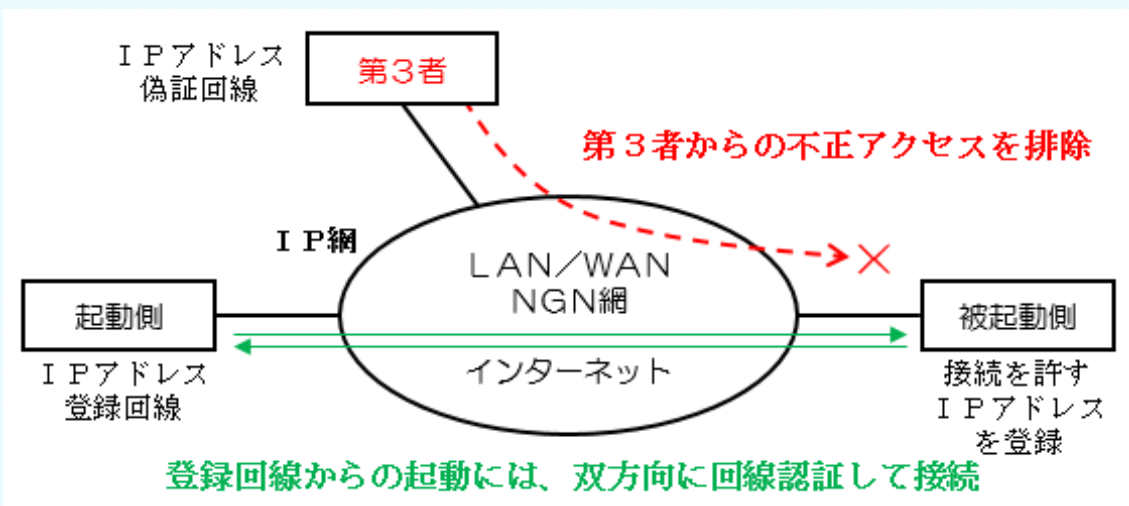 ＩＰアドレス
偽証回線
第３者
第３者からの不正アクセスを排除
ＩＰ網
ＬＡＮ／ＷＡＮ
ＮＧＮ網
起動側
被起動側
インターネット
ＩＰアドレス
登録回線
接続を許す
ＩＰアドレス
を登録
登録回線からの起動には、双方向に回線認証して接続